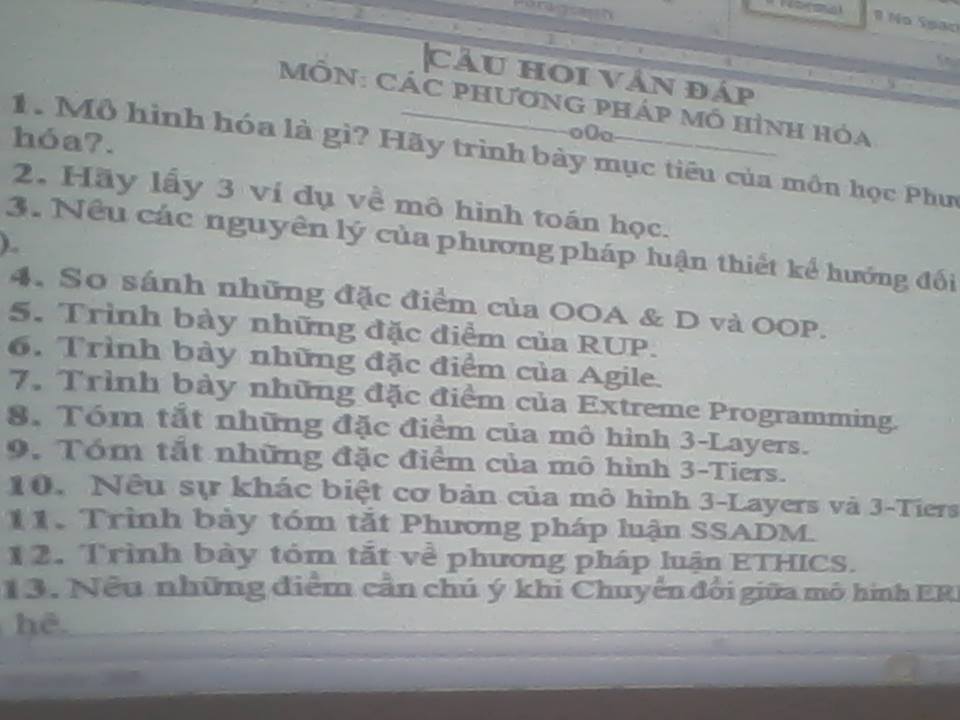 Normal
No Spac
CÂU HỎI VẤN ĐÁP
MÔN: CÁC PHƯƠNG PHÁP MÔ HÌNH HÓA
o0o
1. Mô hình hóa là gì? Hãy trình bày mục tiêu của môn học Phư
hóa?.
2. Hãy lấy 3 ví dụ về mô hình toán học.
3. Nêu các nguyên lý của phương pháp luận thiết kế hướng đối
).
4. So sánh những đặc điểm của OOA & D và OOP.
5. Trình bày những đặc điểm của RUP.
6. Trình bày những đặc điểm của Agile.
7. Trình bày những đặc điểm của Extreme Programming.
8. Tóm tắt những đặc điểm của mô hình 3-Layers.
9. Tóm tắt những đặc điểm của mô hình 3-Tiers.
10. Nêu sự khác biệt cơ bản của mô hình 3-Layers và 3-Tiers
11. Trình bày tóm tắt Phương pháp luận SSADM.
12. Trình bày tóm tắt về phương pháp luận ETHICS.
13. Nêu những điểm cần chú ý khi Chuyển đổi giữa mô hình ER
hệ.